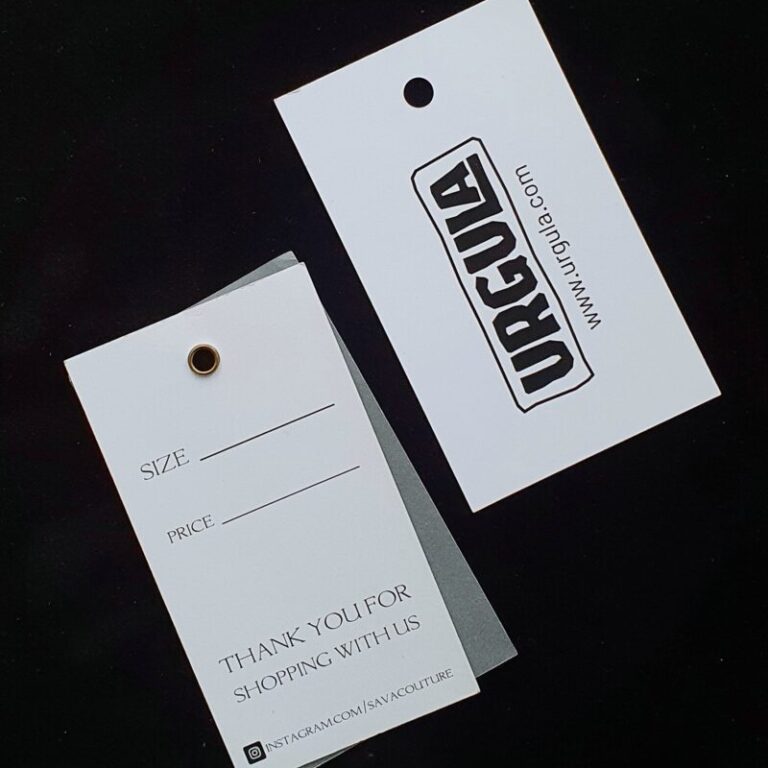 URGULA
www.urgula.com
SIZE
PRICE
THANK YOU FOR
SHOPPING WITH US
INSTAGRAM.COM/SAVACOUTURE